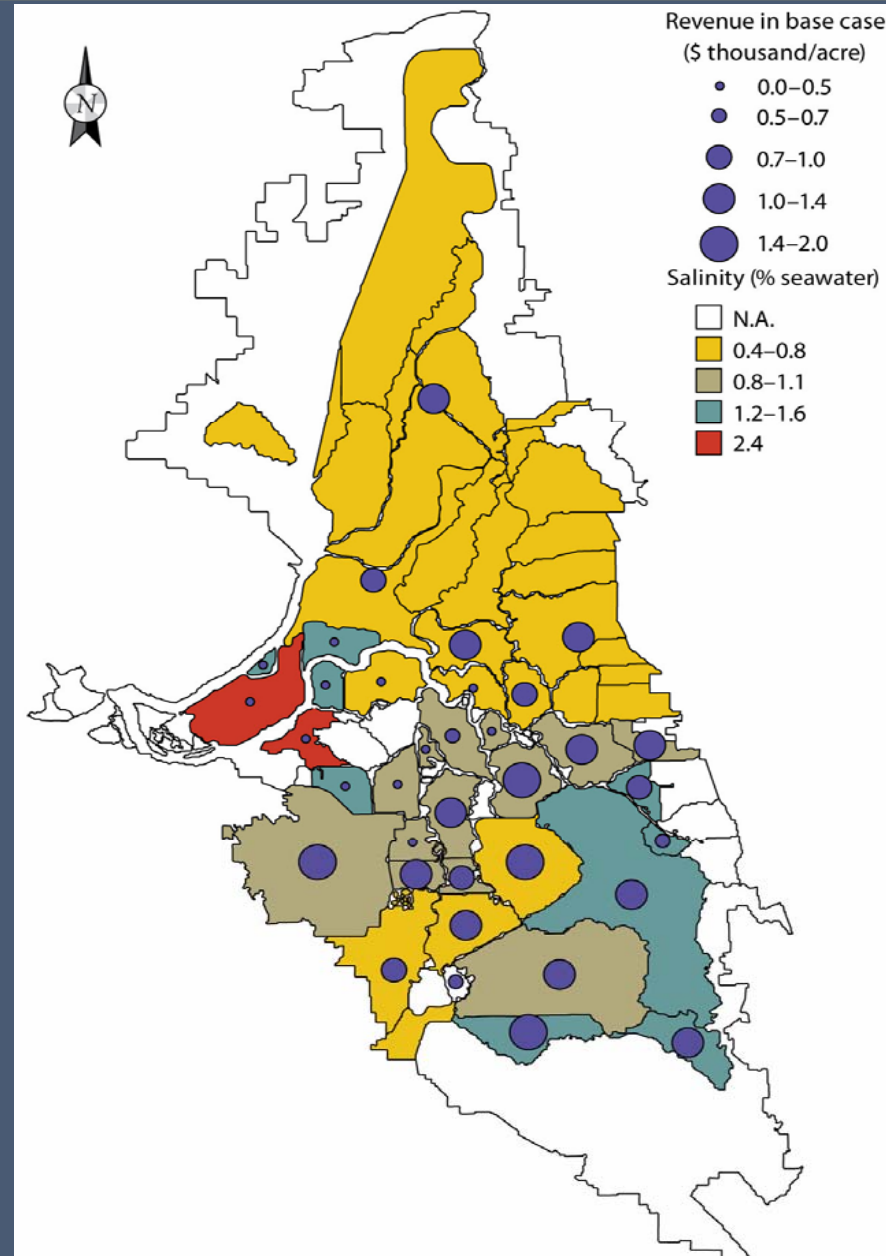 Revenue in base case
($ thousand/acre)
0.0–0.5
0.5–0.7
0.7–1.0
1.0–1.4
1.4–2.0
Salinity (% seawater)
N.A.
0.4–0.8
0.8–1.1
1.2–1.6
2.4
N